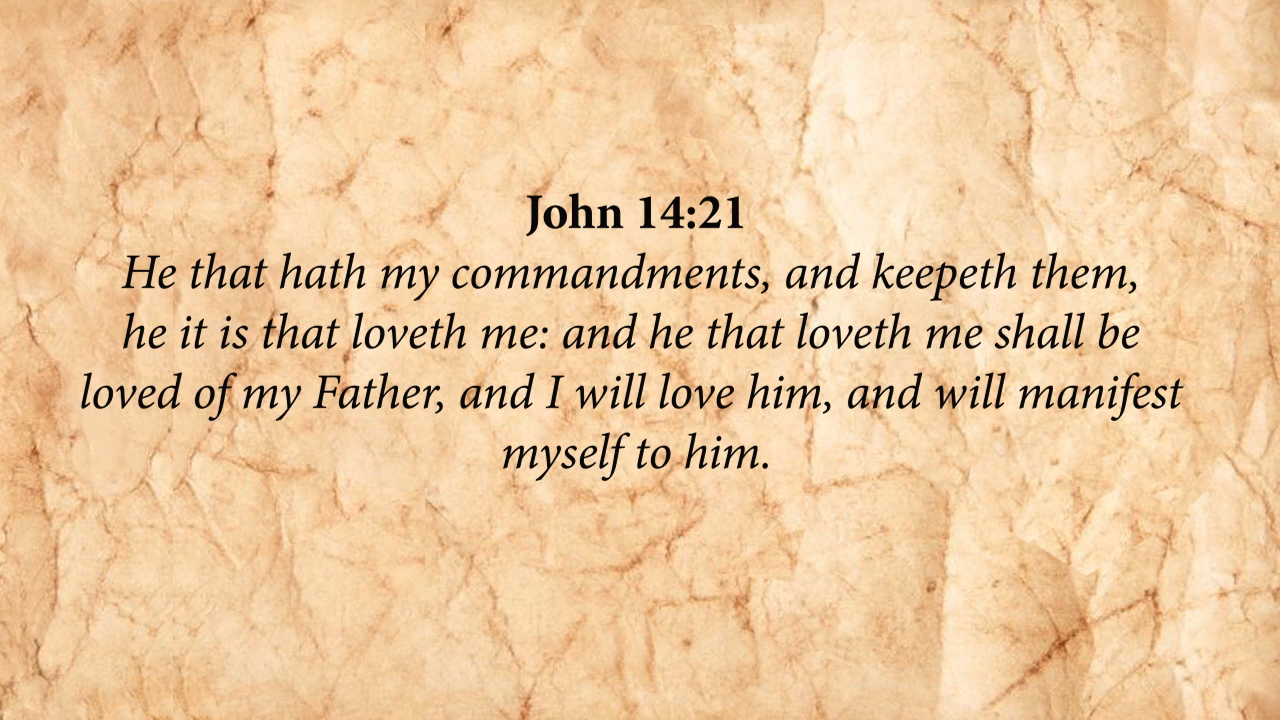 John 14:21
He that hath my commandments, and keepeth them,
he it is that loveth me: and he that loveth me shall be
loved of my Father, and I will love him, and will manifest
myself to him.